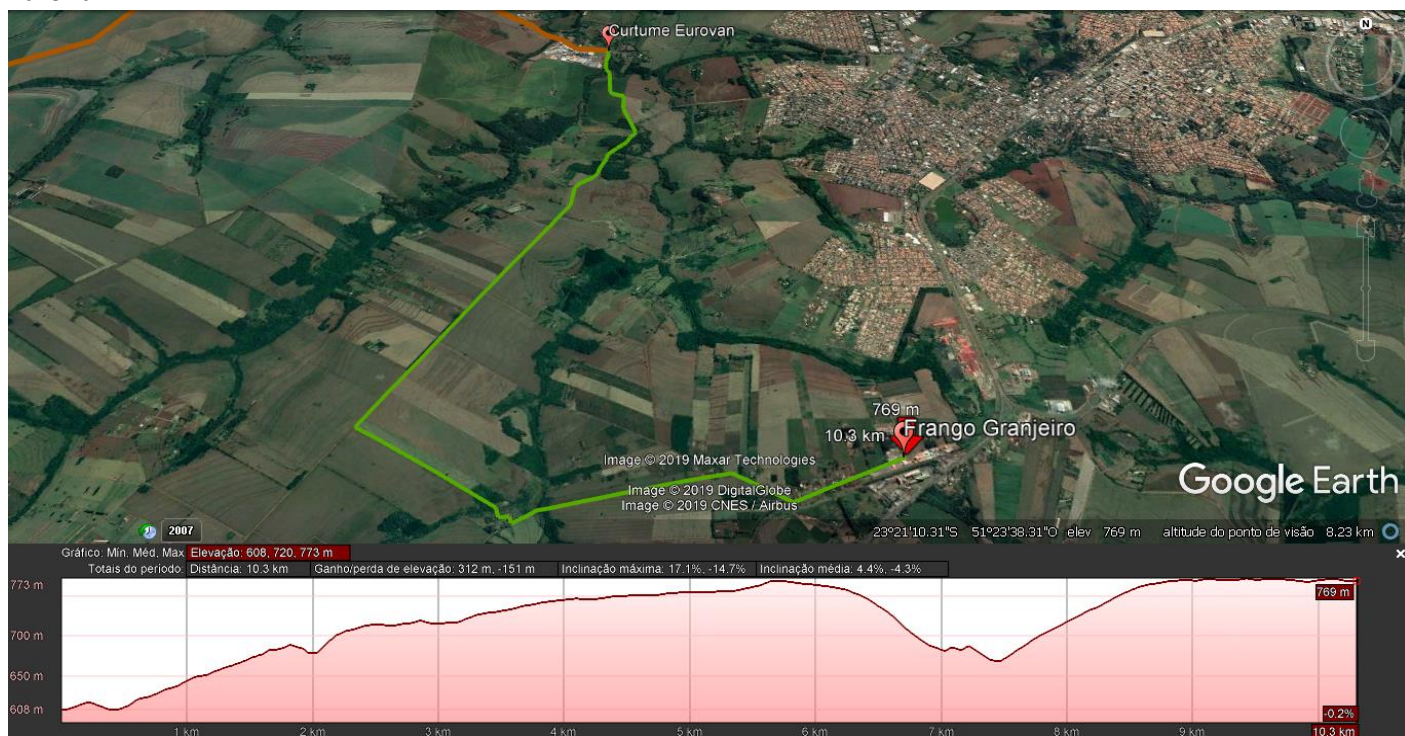 Curtume Eurovan
N
769 m
10.3 km
Frango Granjeiro
Image © 2019 Maxar Technologies
Image © 2019 DigitalGlobe
Image © 2019 CNES / Airbus
Google Earth
2007
23°21'10.31"S 51°23'38.31"O elev 769 m altitude do ponto de visão 8.23 km
Gráfico: Mín, Méd, Max Elevação: 608, 720, 773 m
Totais do período: Distância: 10.3 km Ganho/perda de elevação: 312 m, -151 m Inclinação máxima: 17.1%, -14.7% Inclinação média: 4.4%, -4.3%
773 m
769 m
700 m
650 m
608 m
-0.2%
1 km 2 km 3 km 4 km 5 km 6 km 7 km 8 km 9 km 10.3 km